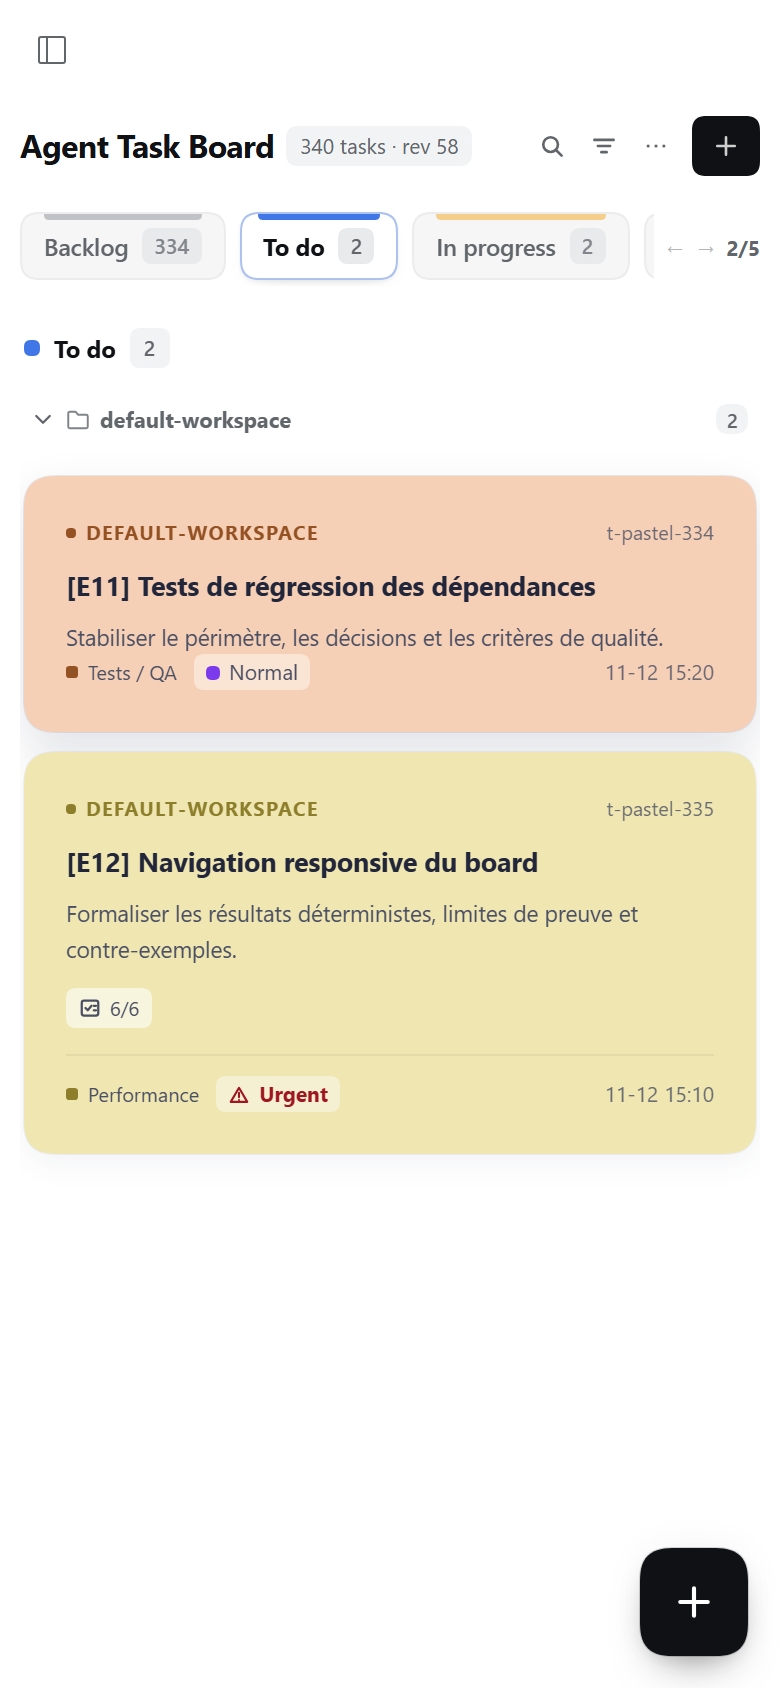 Agent Task Board 340 tasks · rev 58
Backlog 334 To do 2 In progress 2 ← → 2/5
To do 2
default-workspace 2
DEFAULT-WORKSPACE t-pastel-334
[E11] Tests de régression des dépendances
Stabiliser le périmètre, les décisions et les critères de qualité.
Tests / QA Normal 11-12 15:20
DEFAULT-WORKSPACE t-pastel-335
[E12] Navigation responsive du board
Formaliser les résultats déterministes, limites de preuve et
contre-exemples.
6/6
Performance Urgent 11-12 15:10